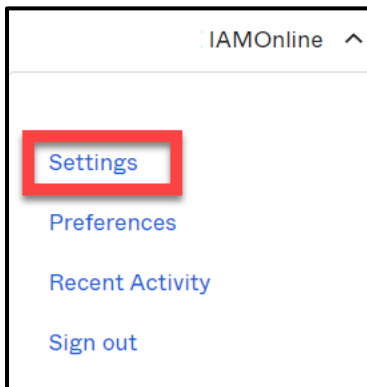 IAMOnline
Settings
Preferences
Recent Activity
Sign out